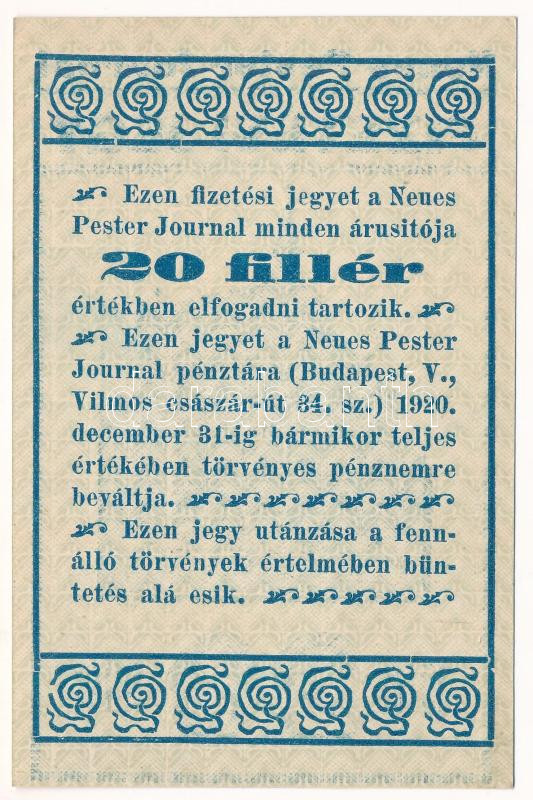 Ezen fizetési jegyet a Neues
Pester Journal minden árusitója
20 fillér
értékben elfogadni tartozik.
Ezen jegyet a Neues Pester
Journal pénztára (Budapest, V.,
Vilmos császár-út 34. sz.) 1920.
december 31-ig bármikor teljes
értékében törvényes pénznemre
beváltja.
Ezen jegy utánzása a fenn-
álló törvények értelmében bün-
tetés alá esik.